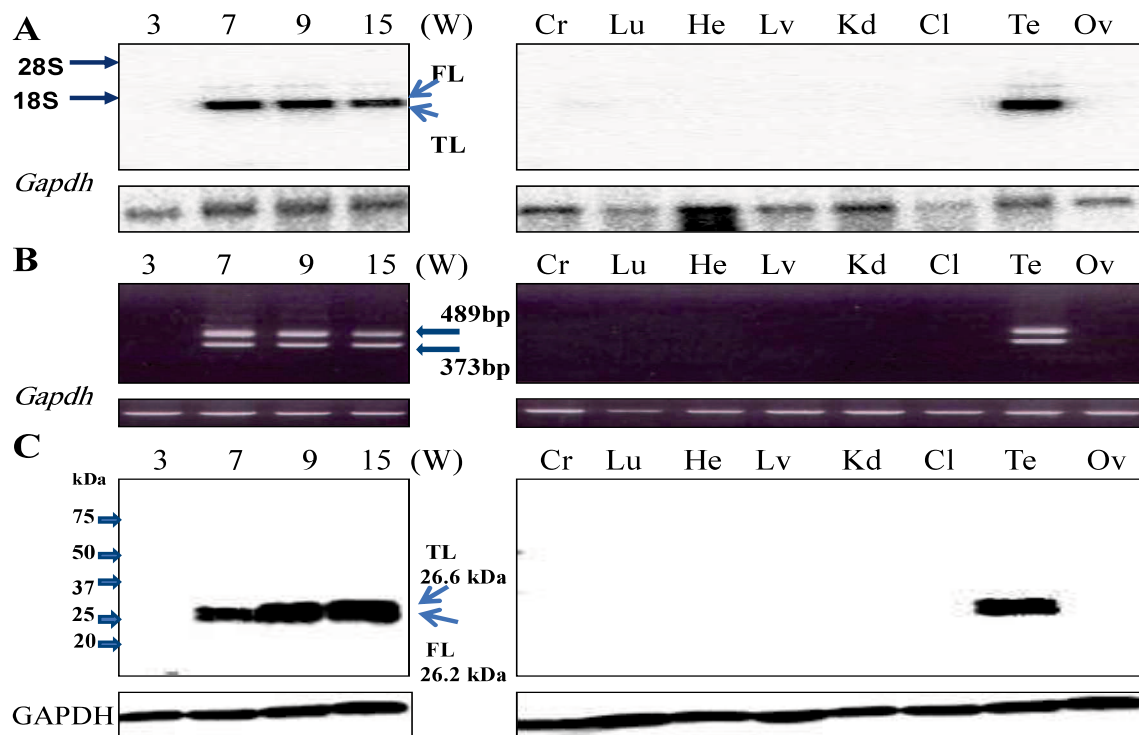 A 3 7 9 15 (W) Cr Lu He Lv Kd Cl Te Ov
28S
FL
18S
TL
Gapdh
B 3 7 9 15 (W) Cr Lu He Lv Kd Cl Te Ov
489bp
373bp
Gapdh
C 3 7 9 15 (W) Cr Lu He Lv Kd Cl Te Ov
kDa
75
50
TL
26.6 kDa
37
25
20
FL
26.2 kDa
GAPDH